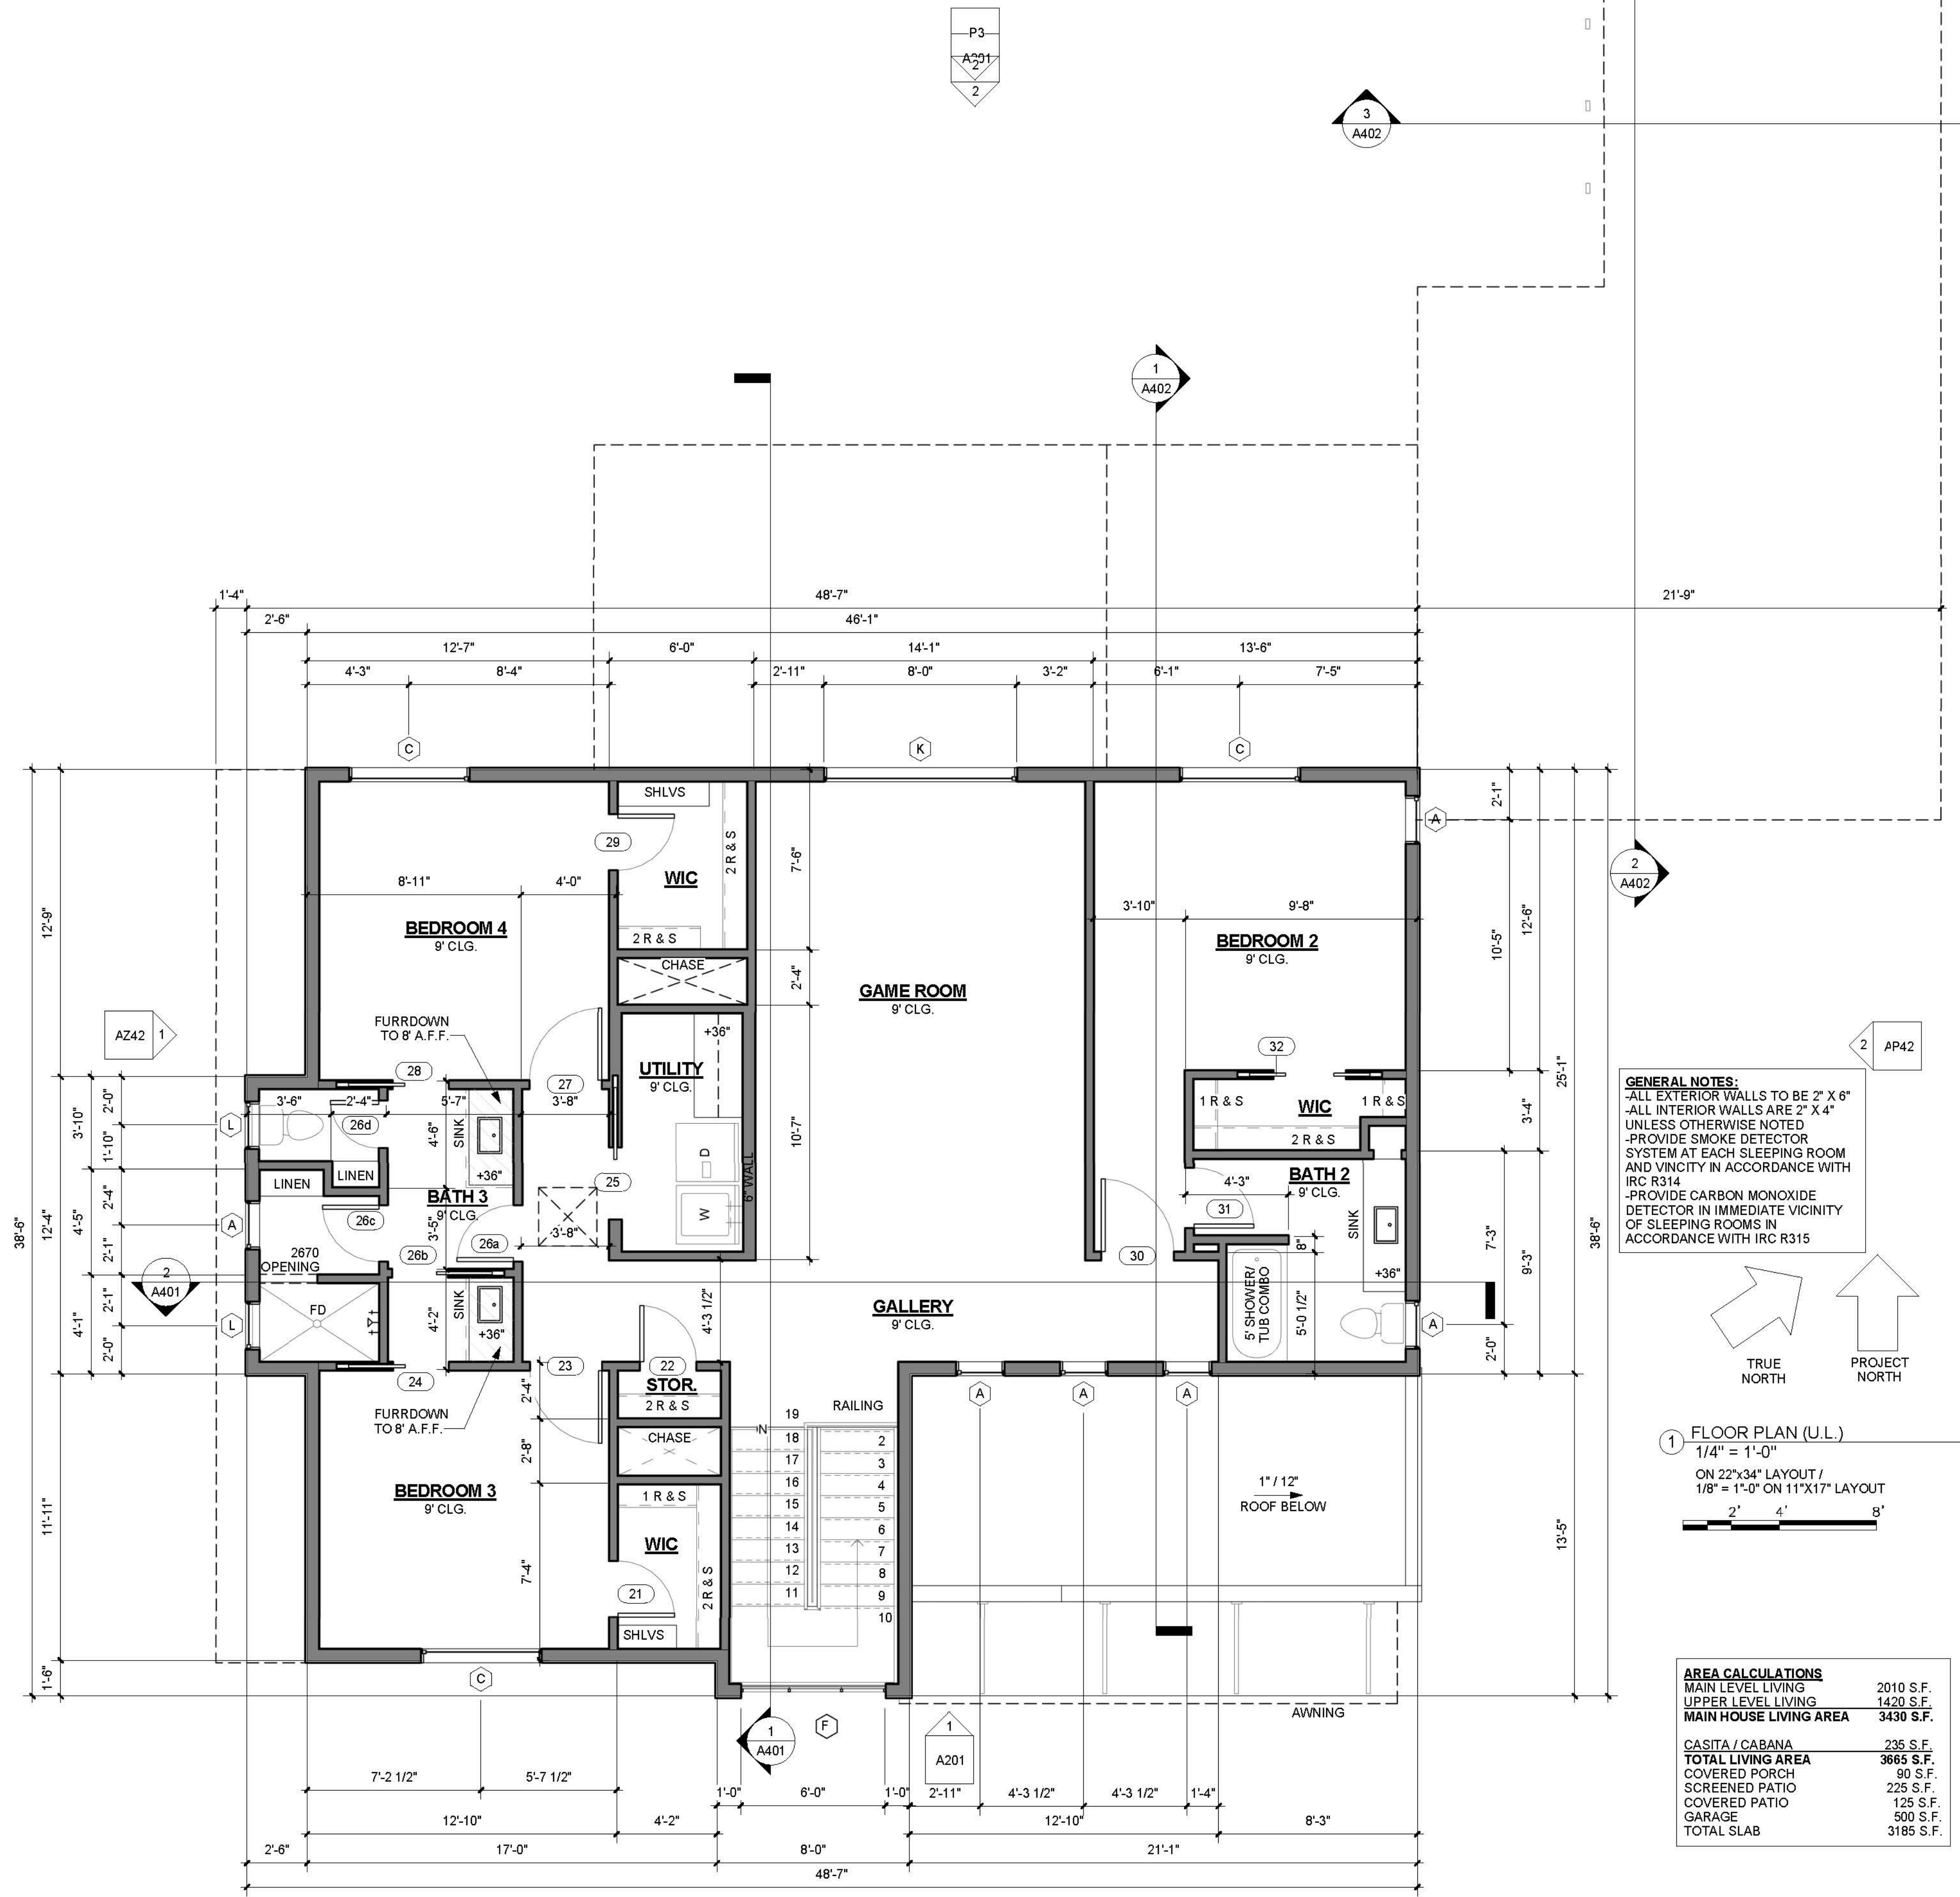 P3
A201
2
2
3
A402
1
A402
1'-4"
48'-7"
21'-9"
2'-6"
46'-1"
12'-7"
6'-0"
14'-1"
13'-6"
4'-3"
8'-4"
2'-11"
8'-0"
3'-2"
6'-1"
7'-5"
C
K
C
SHLVS
29
WIC
2 R & S
7'-6"
A
2'-1"
2
A402
8'-11"
4'-0"
3'-10"
9'-8"
12'-9"
12'-6"
BEDROOM 4
9' CLG.
2 R & S
CHASE
2'-4"
BEDROOM 2
9' CLG.
10'-5"
GAME ROOM
9' CLG.
AZ42
1
FURRDOWN
TO 8' A.F.F.
+36"
UTILITY
9' CLG.
32
25'-1"
2
AP42
28
27
3'-8"
3'-6"
2'-4"
5'-7"
26d
SINK
+36"
4'-6"
L
3'-10"
2'-0"
1'-10"
LINEN
LINEN
BATH 3
9' CLG.
3'-5"
26c
26a
26b
25
3'-8"
D
W
6" WALL
10'-7"
1 R & S
WIC
1 R & S
2 R & S
3'-4"
BATH 2
9' CLG.
4'-3"
31
SINK
+36"
8"
30
7'-3"
9'-3"
38'-6"
GENERAL NOTES:
-ALL EXTERIOR WALLS TO BE 2" X 6"
-ALL INTERIOR WALLS ARE 2" X 4"
UNLESS OTHERWISE NOTED
-PROVIDE SMOKE DETECTOR
SYSTEM AT EACH SLEEPING ROOM
AND VINCITY IN ACCORDANCE WITH
IRC R314
-PROVIDE CARBON MONOXIDE
DETECTOR IN IMMEDIATE VICINITY
OF SLEEPING ROOMS IN
ACCORDANCE WITH IRC R315
38'-6"
12'-4"
4'-5"
2'-4"
2'-1"
A
2670
OPENING
2
A401
4'-1"
2'-1"
2'-0"
L
FD
4'-2"
SINK
+36"
4'-3 1/2"
GALLERY
9' CLG.
5' SHOWER/
TUB COMBO
5'-0 1/2"
A
2'-0"
TRUE
NORTH
PROJECT
NORTH
24
23
22
STOR.
2 R & S
2'-4"
FURRDOWN
TO 8' A.F.F.
CHASE
2'-8"
RAILING
A
A
A
19
18
17
16
15
14
13
12
11
2
3
4
5
6
7
8
9
10
1
FLOOR PLAN (U.L.)
1/4" = 1'-0"
ON 22"x34" LAYOUT /
1/8" = 1"-0" ON 11"X17" LAYOUT
2'
4'
8'
BEDROOM 3
9' CLG.
1 R & S
WIC
2 R & S
7'-4"
21
SHLVS
1" / 12"
ROOF BELOW
11'-11"
13'-5"
1'-6"
C
F
1
A401
1
A201
AWNING
AREA CALCULATIONS
MAIN LEVEL LIVING 2010 S.F.
UPPER LEVEL LIVING 1420 S.F.
MAIN HOUSE LIVING AREA 3430 S.F.
CASITA / CABANA 235 S.F.
TOTAL LIVING AREA 3665 S.F.
COVERED PORCH 90 S.F.
SCREENED PATIO 225 S.F.
COVERED PATIO 125 S.F.
GARAGE 500 S.F.
TOTAL SLAB 3185 S.F.
7'-2 1/2"
5'-7 1/2"
1'-0"
6'-0"
1'-0"
2'-11"
4'-3 1/2"
4'-3 1/2"
1'-4"
12'-10"
4'-2"
12'-10"
8'-3"
2'-6"
17'-0"
8'-0"
21'-1"
48'-7"